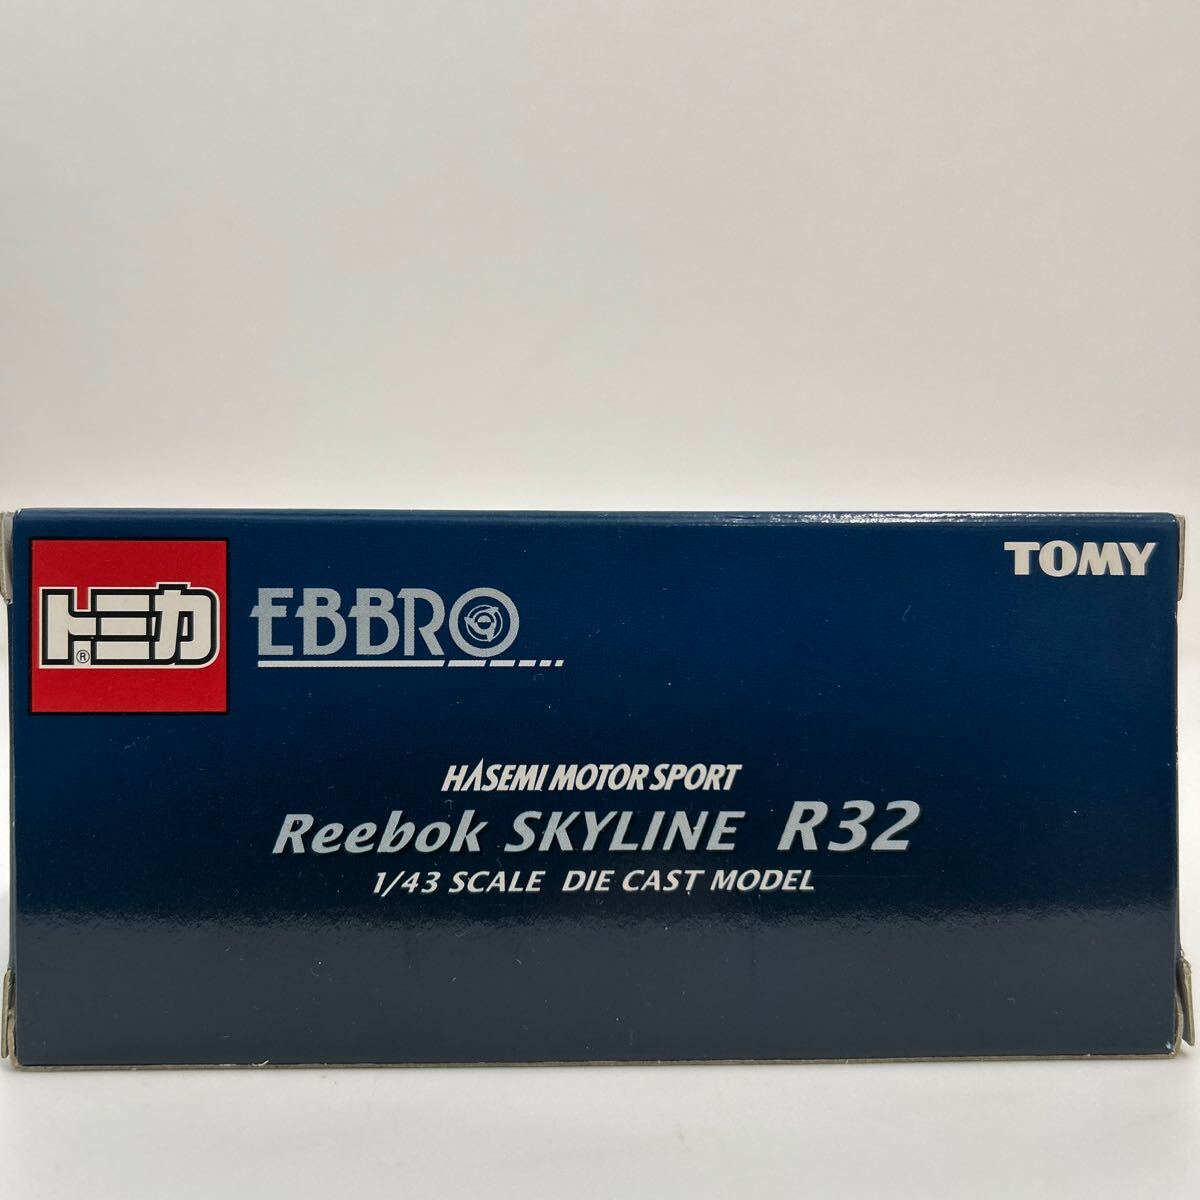 トミカ®
EBBRO
TOMY
HASEMI MOTOR SPORT
Reebok SKYLINE R32
1/43 SCALE DIE CAST MODEL